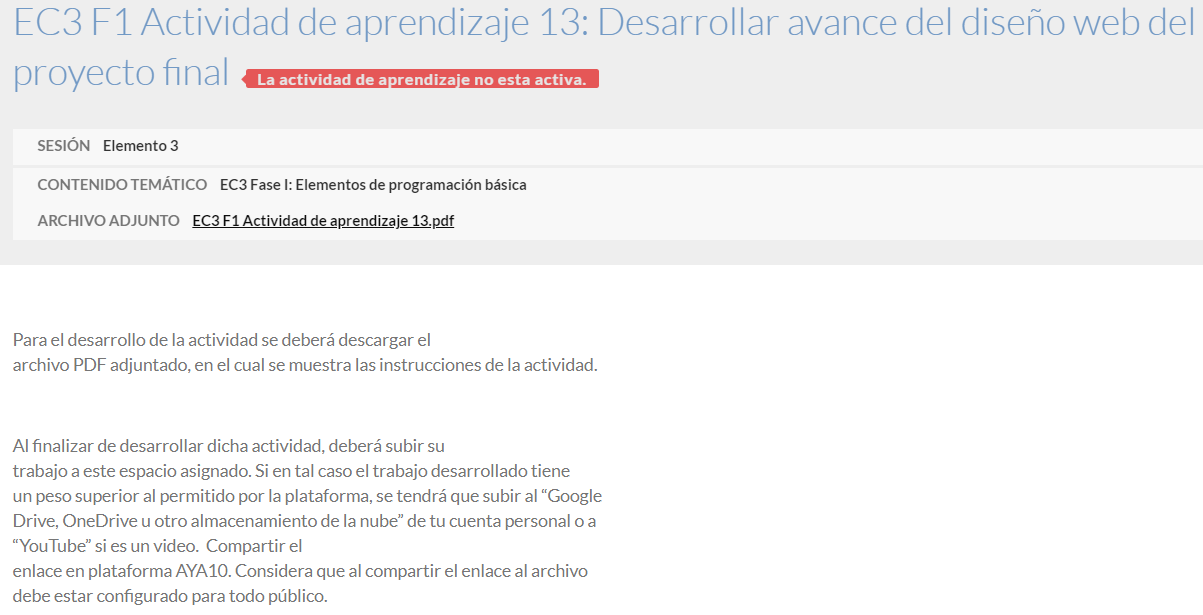 EC3 F1 Actividad de aprendizaje 13: Desarrollar avance del diseño web del
proyecto final La actividad de aprendizaje no esta activa.
SESIÓN Elemento 3
CONTENIDO TEMÁTICO EC3 Fase I: Elementos de programación básica
ARCHIVO ADJUNTO EC3 F1 Actividad de aprendizaje 13.pdf
Para el desarrollo de la actividad se deberá descargar el
archivo PDF adjuntado, en el cual se muestra las instrucciones de la actividad.
Al finalizar de desarrollar dicha actividad, deberá subir su
trabajo a este espacio asignado. Si en tal caso el trabajo desarrollado tiene
un peso superior al permitido por la plataforma, se tendrá que subir al “Google
Drive, OneDrive u otro almacenamiento de la nube” de tu cuenta personal o a
“YouTube” si es un video. Compartir el
enlace en plataforma AYA10. Considera que al compartir el enlace al archivo
debe estar configurado para todo público.